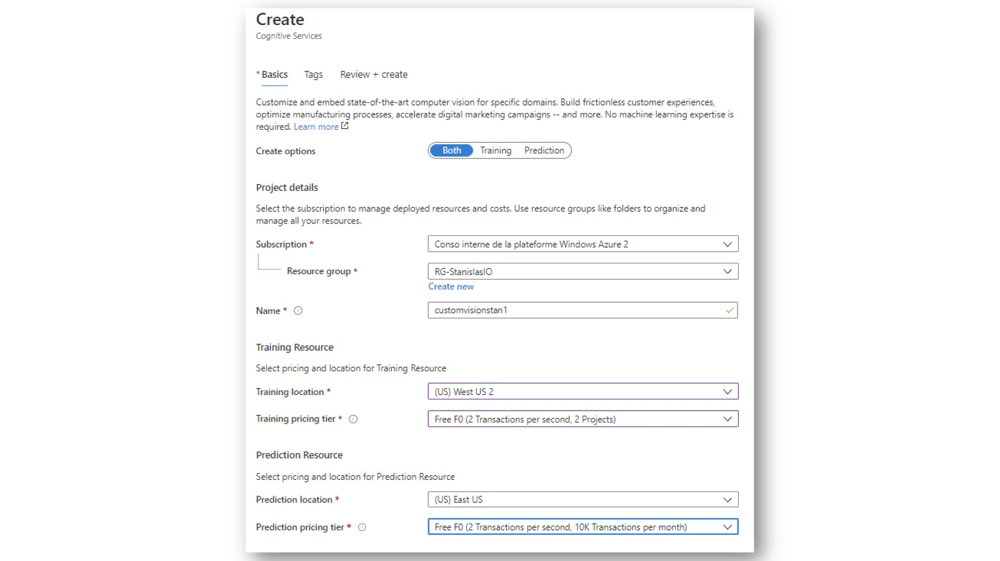 Create
Cognitive Services
* Basics Tags Review + create
Customize and embed state-of-the-art computer vision for specific domains. Build frictionless customer experiences,
optimize manufacturing processes, accelerate digital marketing campaigns -- and more. No machine learning expertise is
required. Learn more
Create options Both Training Prediction
Project details
Select the subscription to manage deployed resources and costs. Use resource groups like folders to organize and
manage all your resources.
Subscription * Conso interne de la plateforme Windows Azure 2
Resource group * RG-StanislasIO
Create new
Name * customvisionstan1
Training Resource
Select pricing and location for Training Resource
Training location * (US) West US 2
Training pricing tier * Free F0 (2 Transactions per second, 2 Projects)
Prediction Resource
Select pricing and location for Prediction Resource
Prediction location * (US) East US
Prediction pricing tier * Free F0 (2 Transactions per second, 10K Transactions per month)